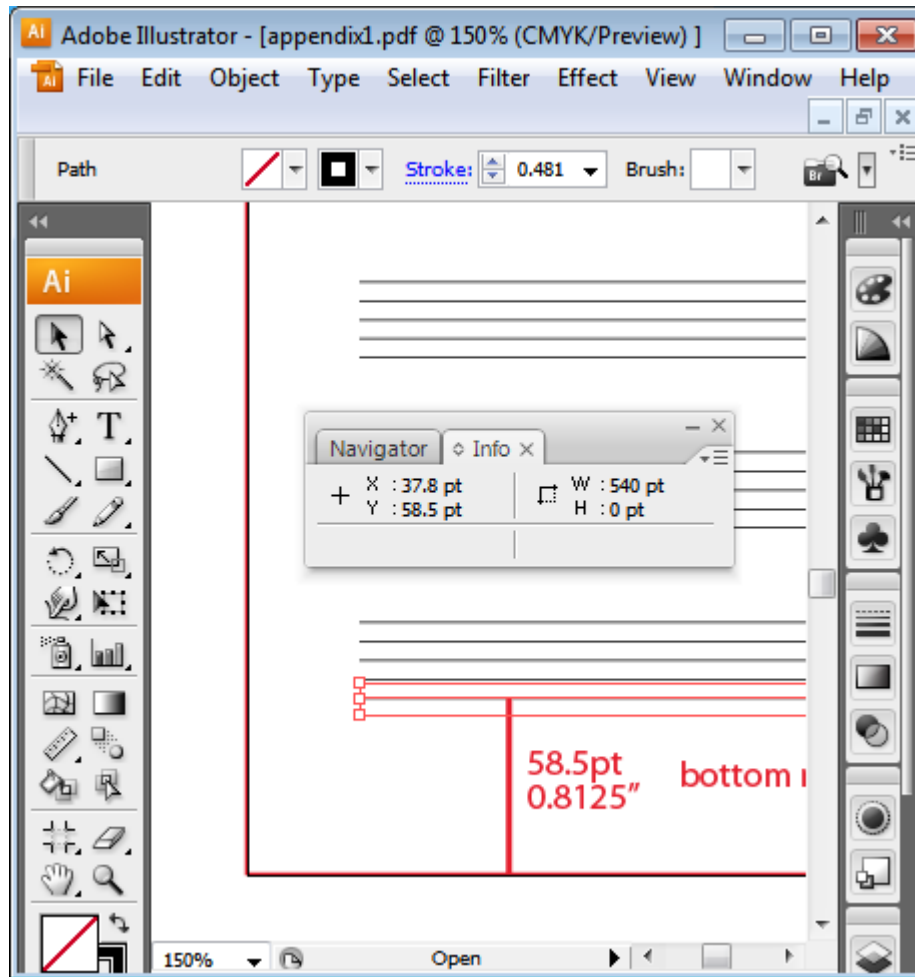 Ai Adobe Illustrator - [appendix1.pdf @ 150% (CMYK/Preview) ]
Ai File Edit Object Type Select Filter Effect View Window Help
Path Stroke: 0.481 Brush: Br
Ai
T
Navigator Info
X : 37.8 pt W : 540 pt
Y : 58.5 pt H : 0 pt
58.5pt bottom
0.8125”
150% Open